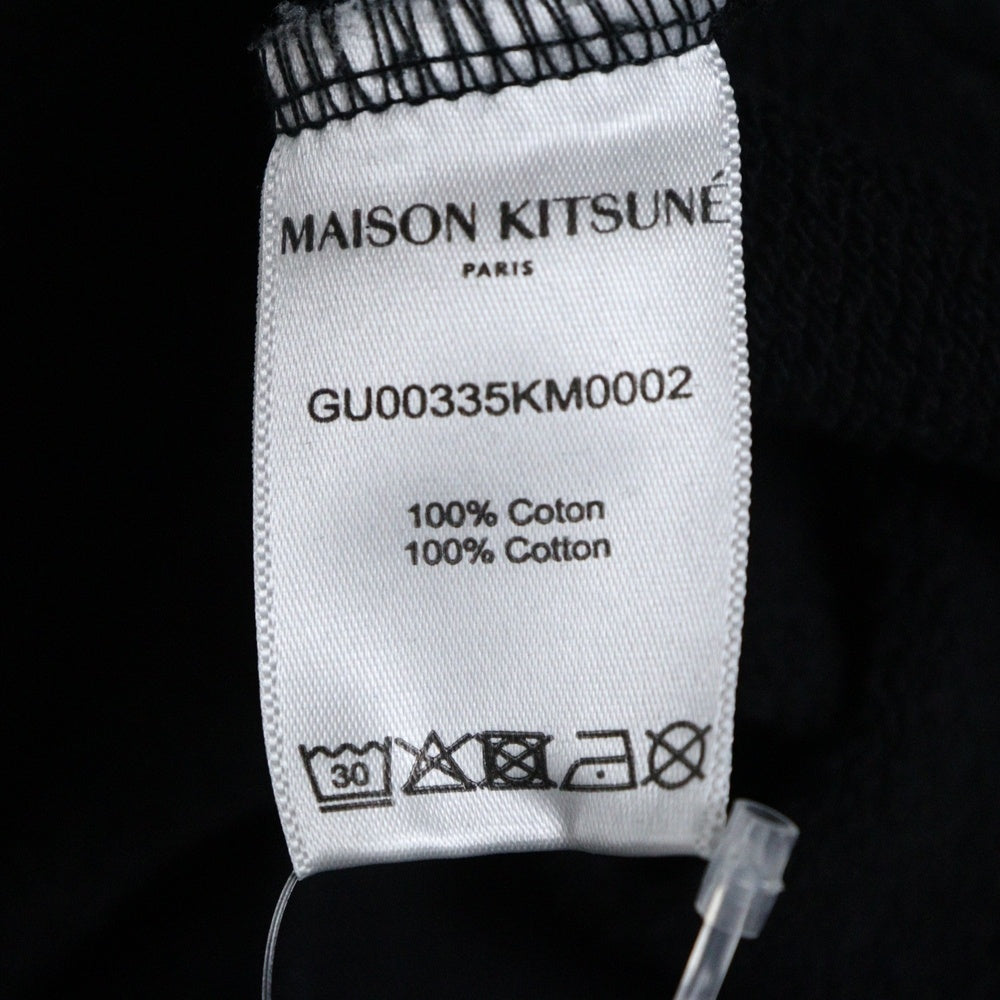 MAISON KITSUNÉ
PARIS
GU00335KM0002
100% Coton
100% Cotton
30